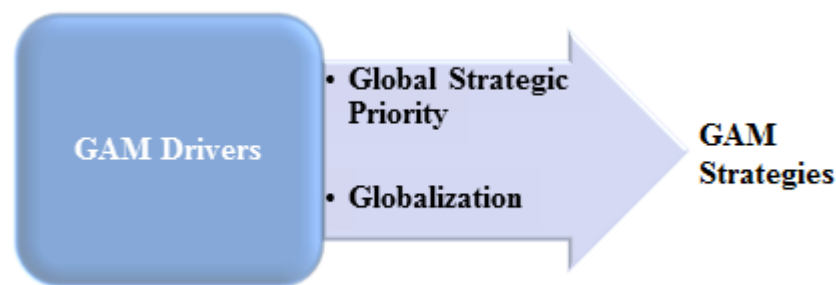 GAM Drivers
• Global Strategic
Priority
• Globalization
GAM
Strategies